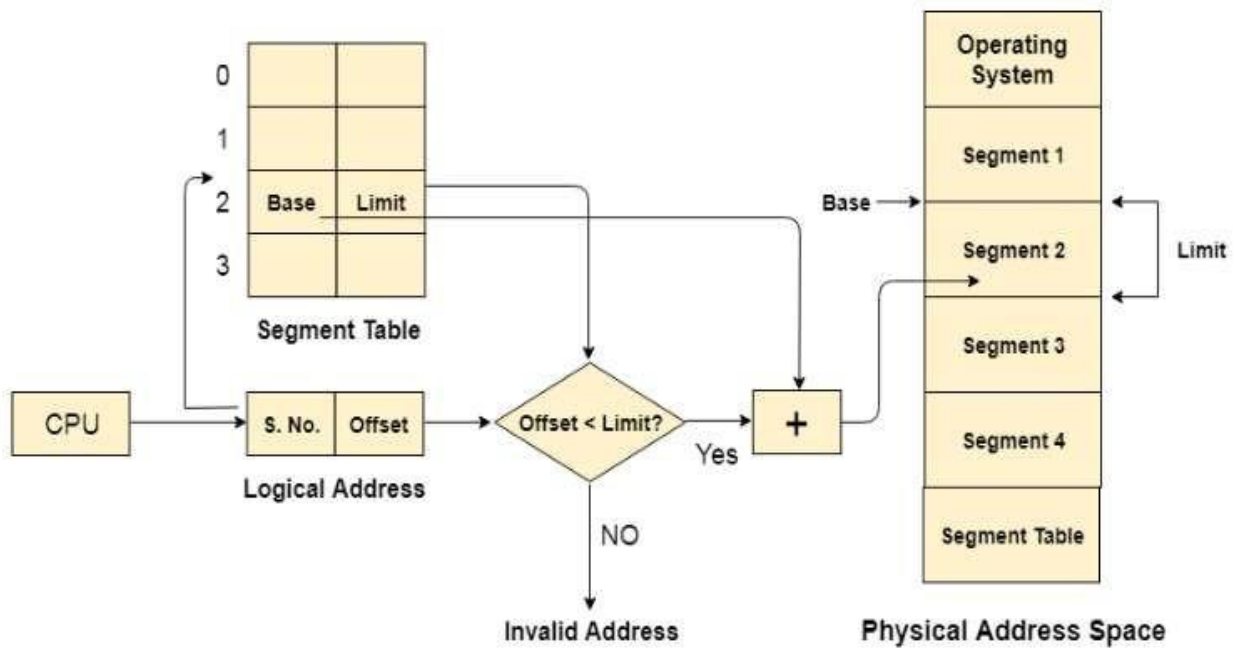 0
1
2
3
Base
Limit
Segment Table
CPU
S. No.
Offset
Logical Address
Offset < Limit?
Yes
NO
Invalid Address
+
Operating
System
Segment 1
Base
Segment 2
Limit
Segment 3
Segment 4
Segment Table
Physical Address Space